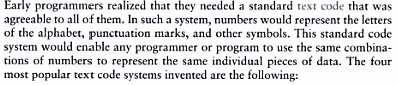 Early programmers realized that they needed a standard text code that was
agreeable to all of them. In such a system, numbers would represent the letters
of the alphabet, punctuation marks, and other symbols. This standard code
system would enable any programmer or program to use the same combina-
tions of numbers to represent the same individual pieces of data. The four
most popular text code systems invented are the following: